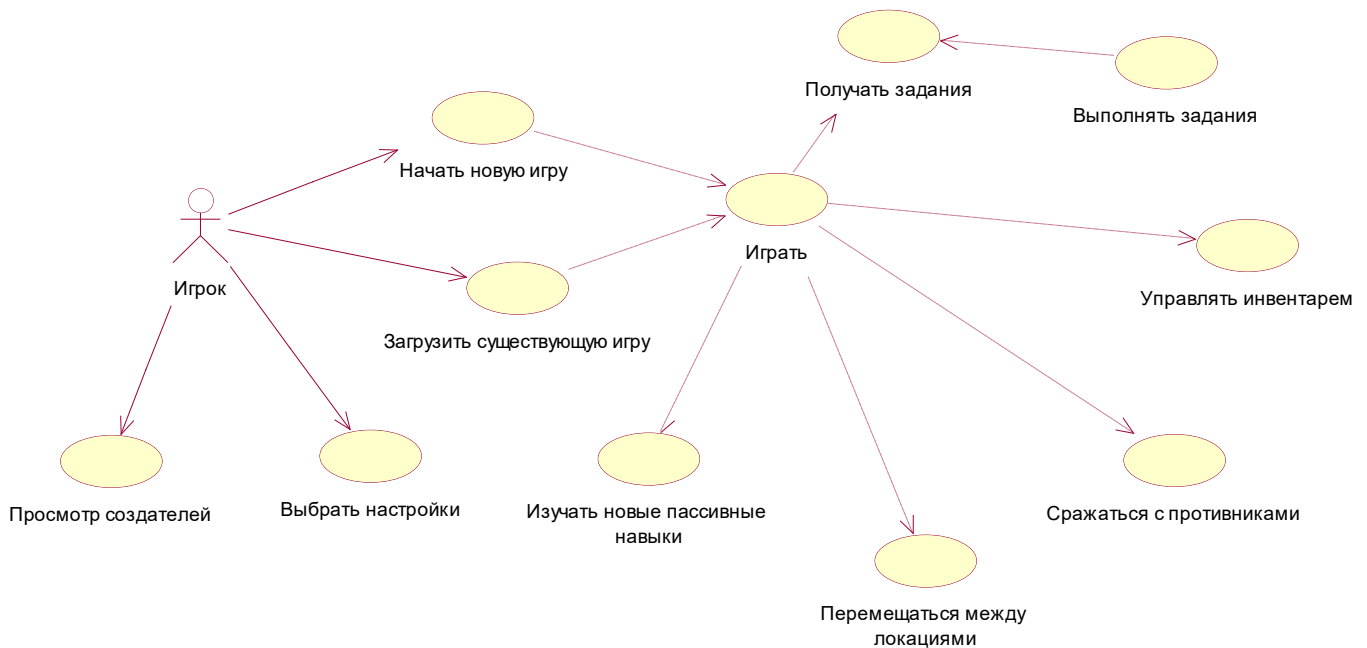 Получать задания
Выполнять задания
Начать новую игру
Играть
Игрок
Управлять инвентарем
Загрузить существующую игру
Просмотр создателей
Выбрать настройки
Изучать новые пассивные
навыки
Сражаться с противниками
Перемещаться между
локациями